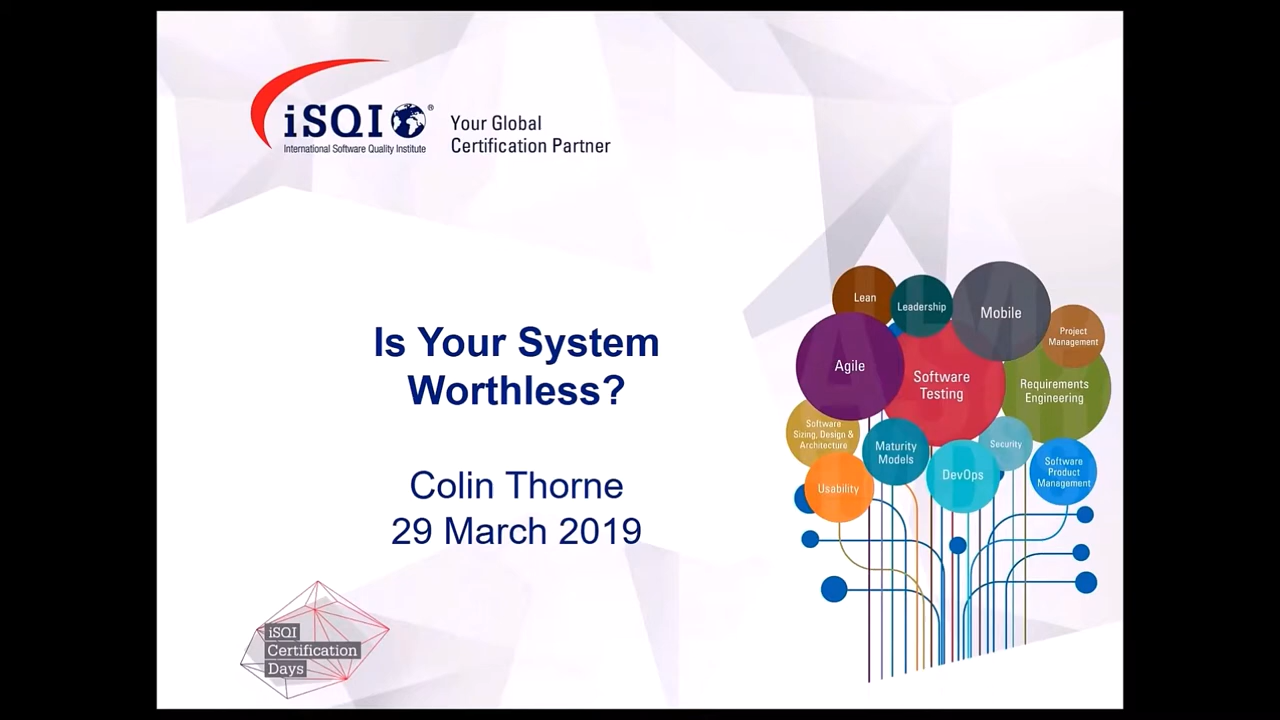 iSQI®
International Software Quality Institute
Your Global
Certification Partner
Is Your System
Worthless?
Colin Thorne
29 March 2019
Lean
Leadership
Mobile
Project
Management
Agile
Software
Testing
Requirements
Engineering
Software
Sizing, Design &
Architecture
Maturity
Models
Security
DevOps
Software
Product
Management
Usability
iSQI
Certification
Days